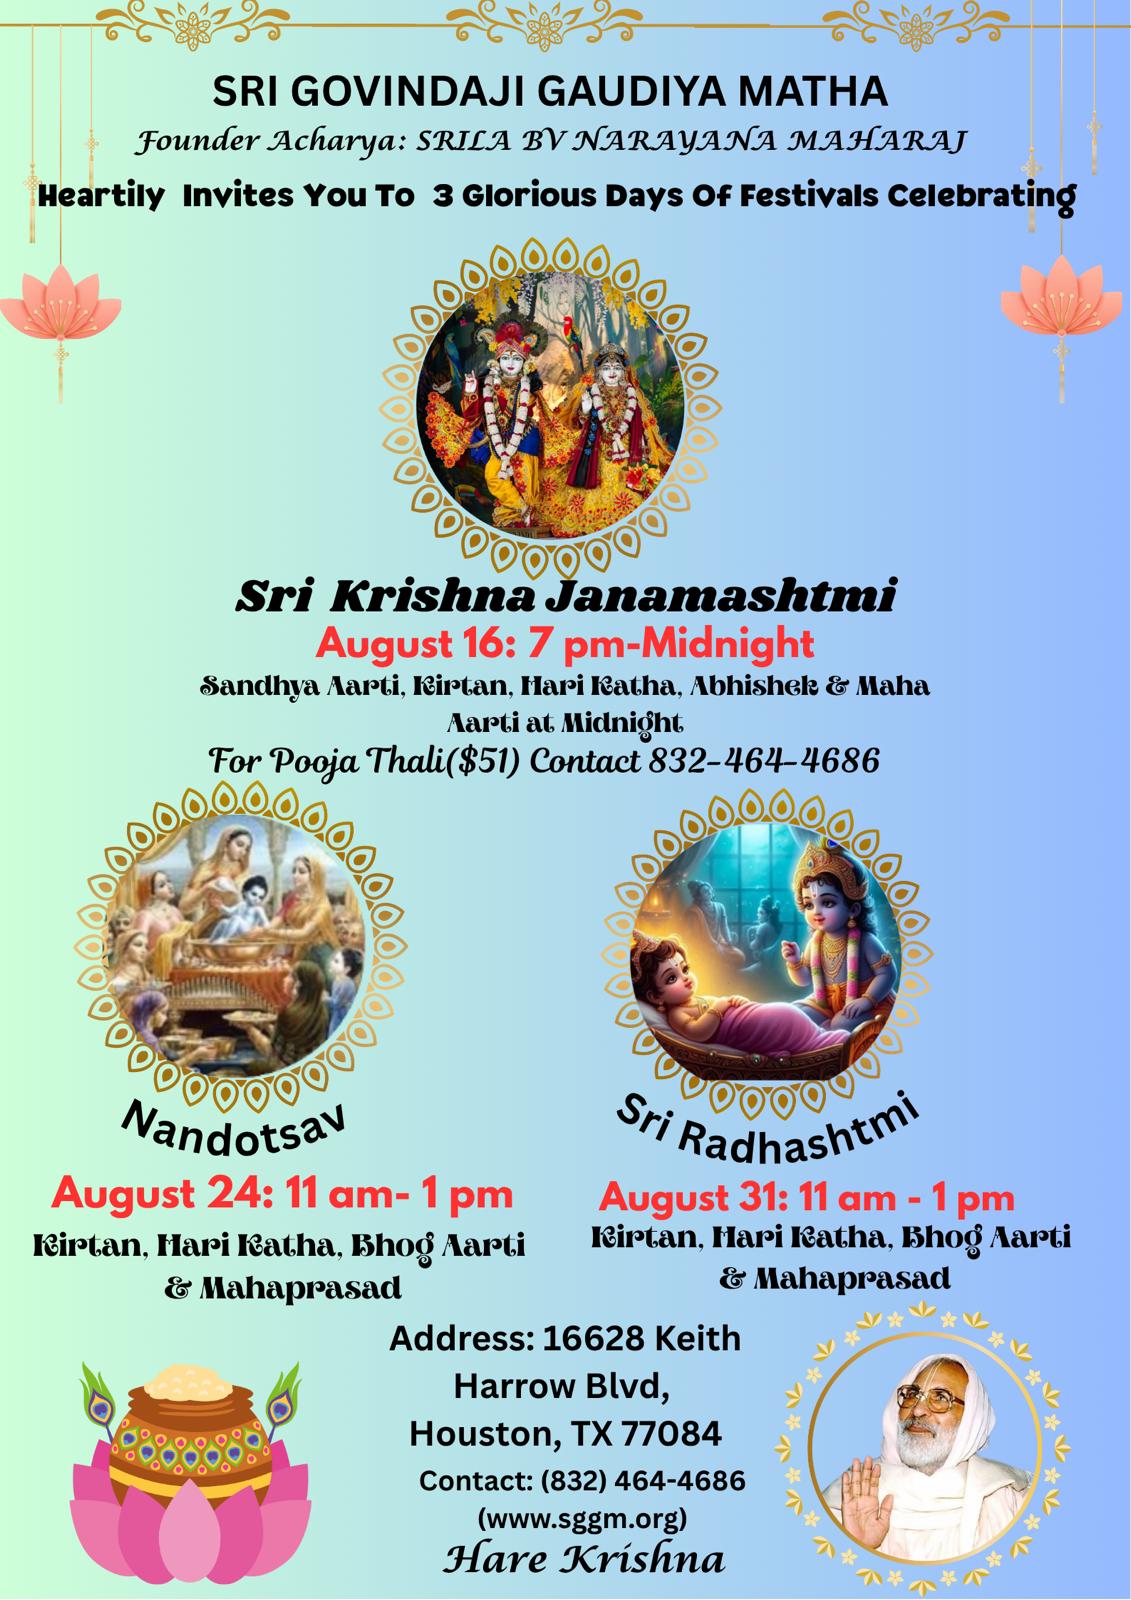 SRI GOVINDAJI GAUDIYA MATHA
Founder Acharya: SRILA BV NARAYANA MAHARAJ
Heartily Invites You To 3 Glorious Days Of Festivals Celebrating
Sri Krishna Janamashtmi
August 16: 7 pm-Midnight
Sandhya Aarti, Kirtan, Hari Katha, Abhishek & Maha
Aarti at Midnight
For Pooja Thali($51) Contact 832-464-4686
Nandotsav
August 24: 11 am- 1 pm
Kirtan, Hari Katha, Bhog Aarti
& Mahaprasad
Sri Radhashtmi
August 31: 11 am - 1 pm
Kirtan, Hari Katha, Bhog Aarti
& Mahaprasad
Address: 16628 Keith
Harrow Blvd,
Houston, TX 77084
Contact: (832) 464-4686
(www.sggm.org)
Hare Krishna